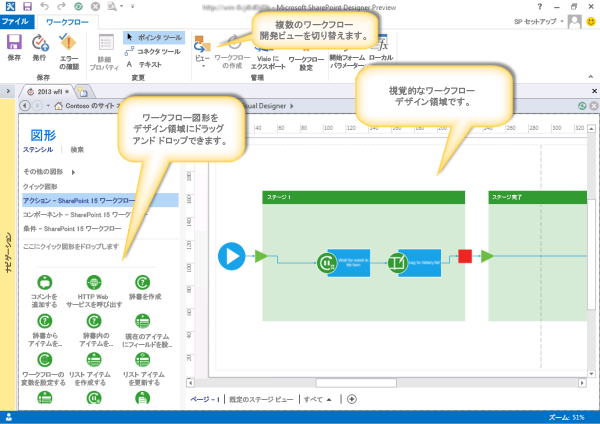 Microsoft SharePoint Designer Preview
ファイル
ワークフロー
SP セットアップ
保存
発行
エラー
の確認
保存
詳細
プロパティ
ポインタ ツール
コネクタ ツール
A テキスト
変更
ビュー
ワークフロー
の作成
Visio に
エクスポート
ワークフロー
設定
管理
開始フォーム
パラメーター
ローカル
複数のワークフロー
開発ビューを切り替えます。
2013 wfl
Contoso のサイト
ual Designer
ワークフロー図形を
デザイン領域にドラッグ
アンド ドロップできます。
視覚的なワークフロー
デザイン領域です。
ナビゲーション
図形
ステンシル | 検索
その他の図形
クイック図形
アクション - SharePoint 15 ワークフロー
コンポーネント - SharePoint 15 ワークフロー
条件 - SharePoint 15 ワークフロー
ここにクイック図形をドロップします
コメントを
追加する
HTTP Web
サービスを呼び出す
辞書を作成
辞書から
アイテムを...
辞書内の
アイテムを...
現在のアイテム
にフィールドを設...
ワークフローの
変数を設定する
リスト アイテム
を作成する
リスト アイテム
を更新する
40 60 80 100 120 140 160 180 200 220 240 260 280 300 320
ステージ 1
ステージ完了
ページ - 1
既定のステージ ビュー
すべて
ズーム: 51%